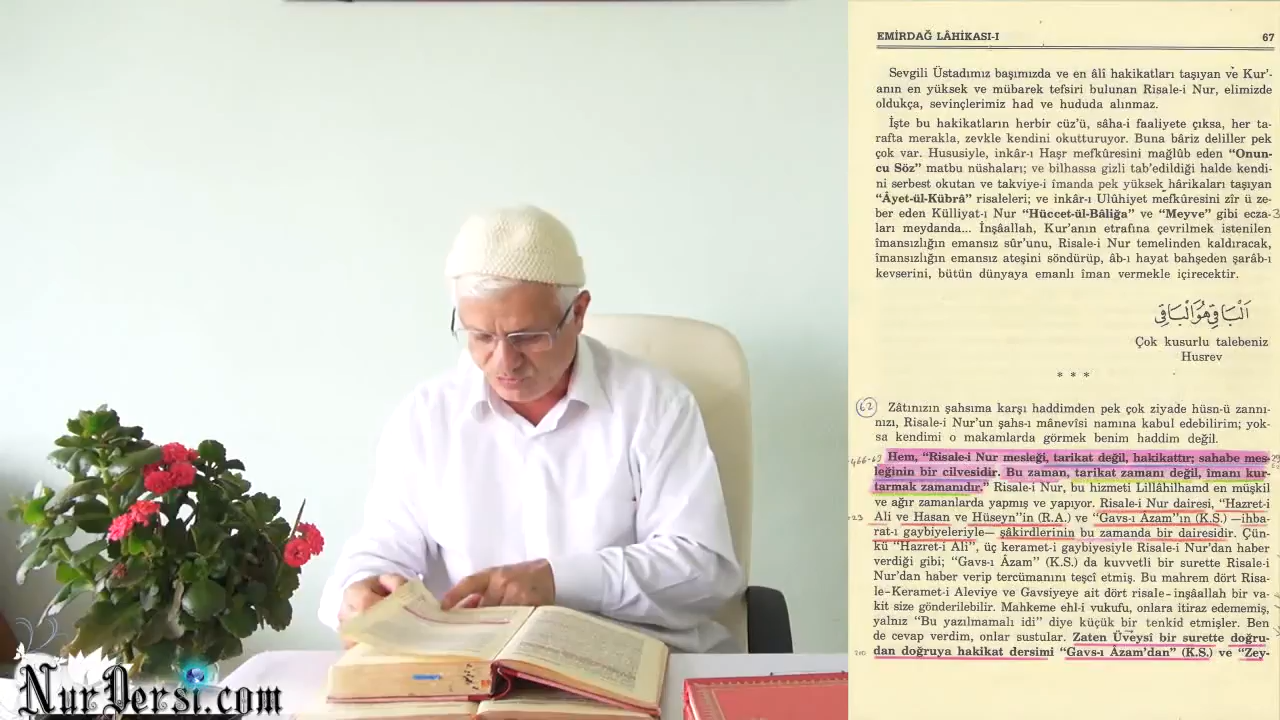 EMİRDAĞ LÂHİKASI-I 67
Sevgili Üstadımız başımızda ve en âlî hakikatları taşıyan ve Kur'-
anın en yüksek ve mübarek tefsiri bulunan Risale-i Nur, elimizde
oldukça, sevinçlerimiz had ve hududa alınmaz.
İşte bu hakikatların herbir cüz'ü, sâha-i faaliyete çıksa, her ta-
rafta merakla, zevkle kendini okutturuyor. Buna bâriz deliller pek
çok var. Hususiyle, inkâr-ı Haşr mefkûresini mağlûb eden “Onun-
cu Söz” matbu nüshaları; ve bilhassa gizli tab'edildiği halde kendi-
ni serbest okutan ve takviye-i îmanda pek yüksek hârikaları taşıyan
“Âyet-ül-Kübrâ” risaleleri; ve inkâr-ı Ulûhiyet mefkûresini zîr ü ze-
ber eden Külliyat-ı Nur “Hüccet-ül-Bâliğa” ve “Meyve” gibi ecza-
ları meydanda... İnşâallah, Kur'anın etrafına çevrilmek istenilen
îmansızlığın emansız sûr'unu, Risale-i Nur temelinden kaldıracak,
îmansızlığın emansız ateşini söndürüp, âb-ı hayat bahşeden şarâb-ı
kevserini, bütün dünyaya emanlı îman vermekle içirecektir.
اَلْبَاقِي هُوَ الْبَاقِي
Çok kusurlu talebeniz
Husrev
* * *
62 Zâtınızın şahsıma karşı haddimden pek çok ziyade hüsn-ü zannı-
nızı, Risale-i Nur'un şahs-ı mânevîsi namına kabul edebilirim; yok-
sa kendimi o makamlarda görmek benim haddim değil.
Hem, “Risale-i Nur mesleği, tarikat değil, hakikattır; sahabe mes-
leğinin bir cilvesidir. Bu zaman, tarikat zamanı değil, îmanı kur-
tarmak zamanıdır.” Risale-i Nur, bu hizmeti Lillâhilhamd en müşkil
ve ağır zamanlarda yapmış ve yapıyor. Risale-i Nur dairesi, “Hazret-i
23 Ali ve Hasan ve Hüseyn”in (R.A.) ve “Gavs-ı Âzam”ın (K.S.) —ihba-
rat-ı gaybiyeleriyle— şâkirdlerinin bu zamanda bir dairesidir. Çün-
kü “Hazret-i Ali”, üç keramet-i gaybiyesiyle Risale-i Nur'dan haber
verdiği gibi; “Gavs-ı Âzam” (K.S.) da kuvvetli bir surette Risale-i
Nur'dan haber verip tercümanını teşcî etmiş. Bu mahrem dört Risa-
le-Keramet-i Aleviye ve Gavsiyeye ait dört risale-inşâallah bir va-
kit size gönderilebilir. Mahkeme ehl-i vukufu, onlara itiraz edememiş,
yalnız “Bu yazılmamalı idi” diye küçük bir tenkid etmişler. Ben
de cevap verdim, onlar sustular. Zaten Üveysî bir surette doğru-
dan doğruya hakikat dersimi “Gavs-ı Âzam'dan” (K.S.) ve “Zey-
NurDersi.com